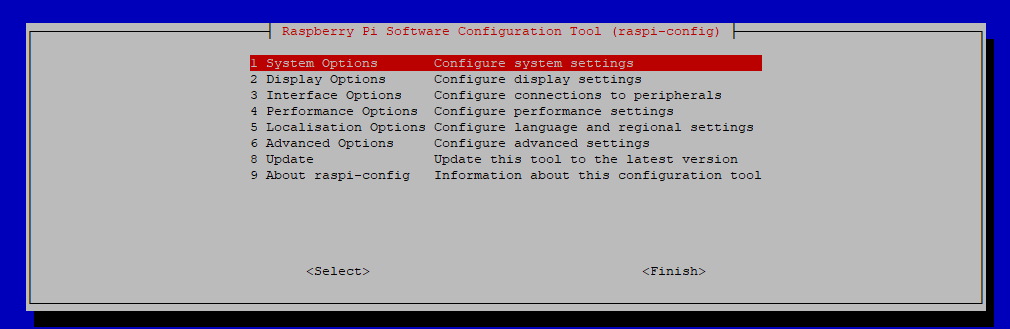 Raspberry Pi Software Configuration Tool (raspi-config)
1 System Options Configure system settings
2 Display Options Configure display settings
3 Interface Options Configure connections to peripherals
4 Performance Options Configure performance settings
5 Localisation Options Configure language and regional settings
6 Advanced Options Configure advanced settings
8 Update Update this tool to the latest version
9 About raspi-config Information about this configuration tool
<Select> <Finish>